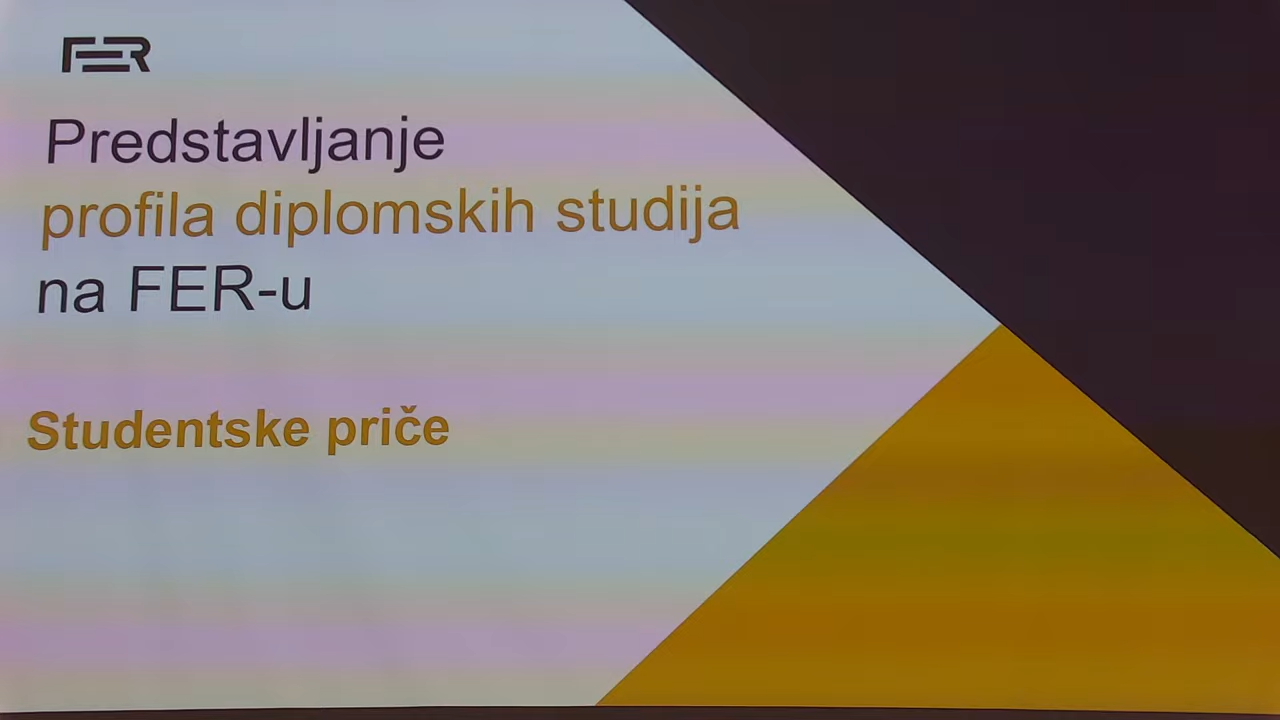 FER
Predstavljanje
profila diplomskih studija
na FER-u
Studentske priče